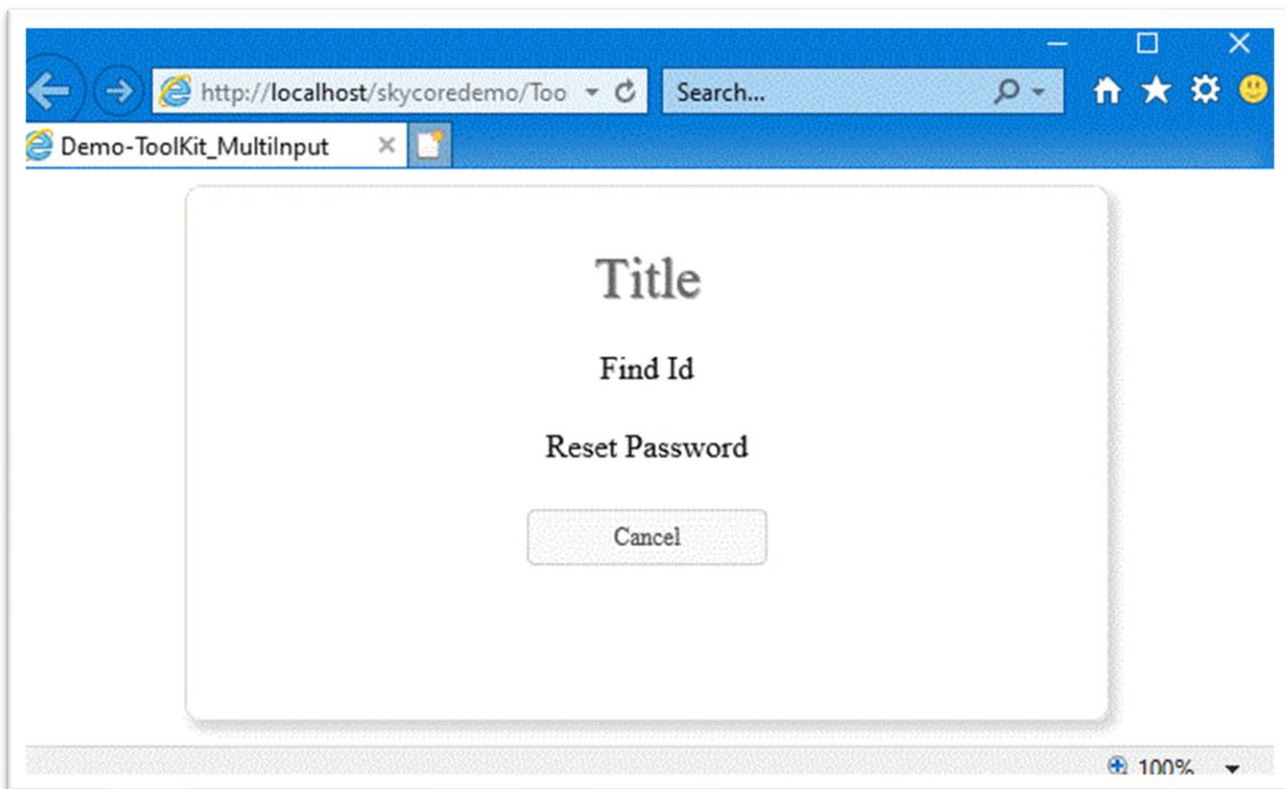 http://localhost/skycoredemo/Too
Search...
Demo-ToolKit_MultiInput
Title
Find Id
Reset Password
Cancel
100%